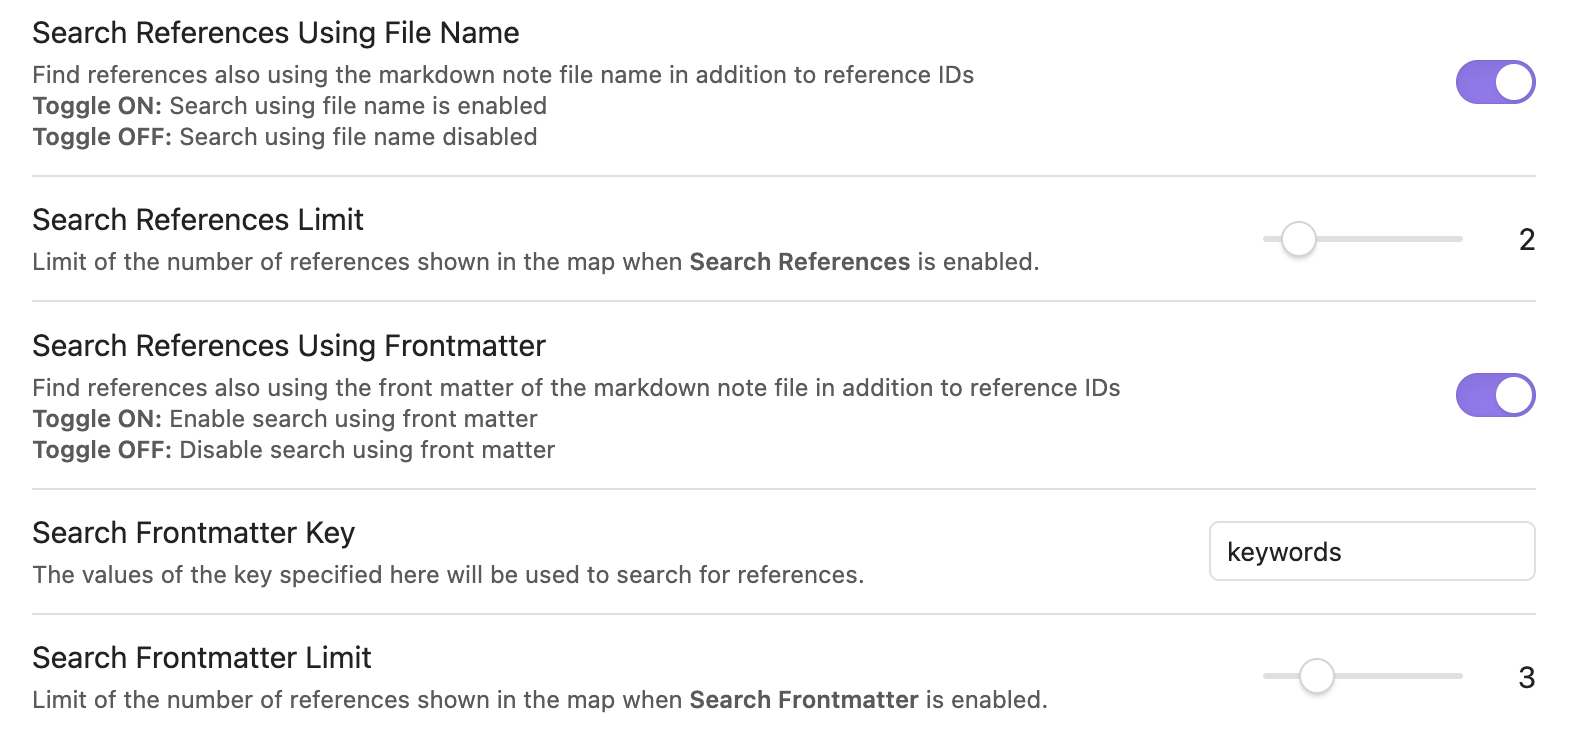 Search References Using File Name
Find references also using the markdown note file name in addition to reference IDs
Toggle ON: Search using file name is enabled
Toggle OFF: Search using file name disabled
Search References Limit
Limit of the number of references shown in the map when Search References is enabled.
2
Search References Using Frontmatter
Find references also using the front matter of the markdown note file in addition to reference IDs
Toggle ON: Enable search using front matter
Toggle OFF: Disable search using front matter
Search Frontmatter Key
The values of the key specified here will be used to search for references.
keywords
Search Frontmatter Limit
Limit of the number of references shown in the map when Search Frontmatter is enabled.
3